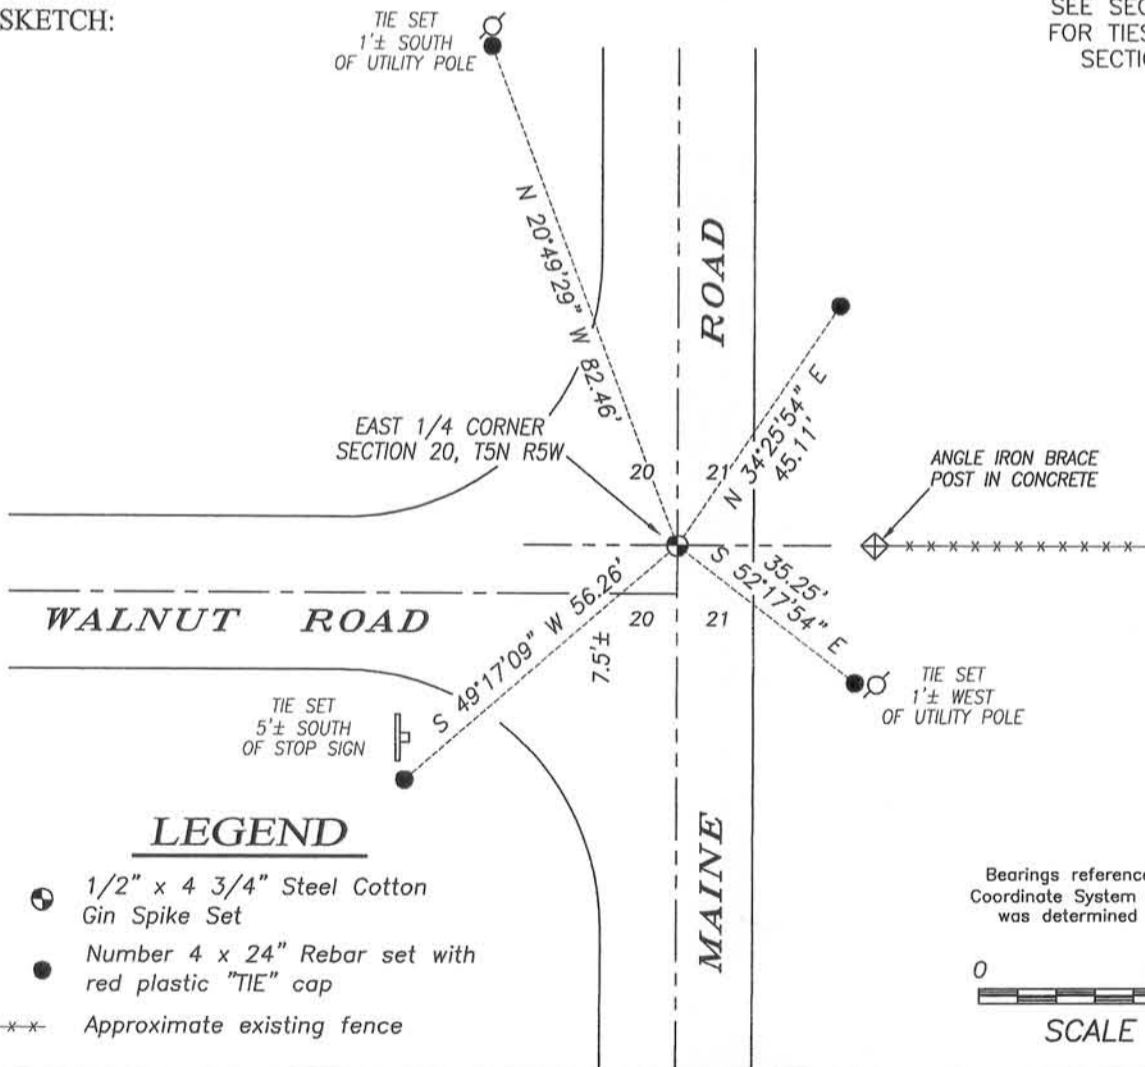 SKETCH:
TIE SET
1'± SOUTH
OF UTILITY POLE
SEE SEC
FOR TIES
SECTIO
N 20°49'29" W 82.46'
ROAD
EAST 1/4 CORNER
SECTION 20, T5N R5W
20
21
N 34°25'54" E
45.11'
ANGLE IRON BRACE
POST IN CONCRETE
WALNUT ROAD
S 49°17'09" W 56.26'
7.5'±
20
21
35.25'
S 52°17'54" E
TIE SET
1'± WEST
OF UTILITY POLE
TIE SET
5'± SOUTH
OF STOP SIGN
MAINE
LEGEND
1/2" x 4 3/4" Steel Cotton
Gin Spike Set
Number 4 x 24" Rebar set with
red plastic "TIE" cap
x-x Approximate existing fence
Bearings reference
Coordinate System
was determined
0
SCALE